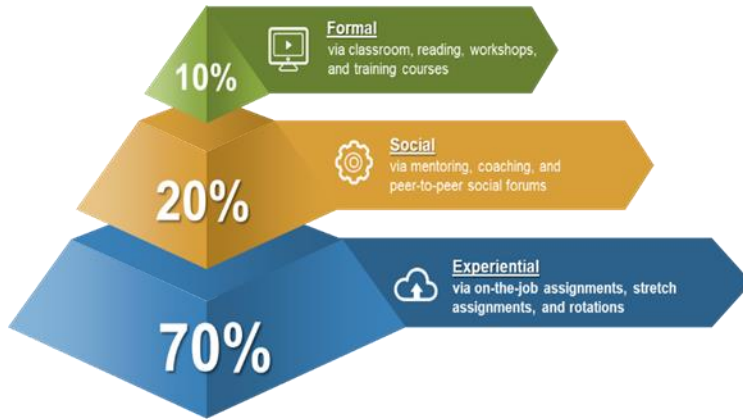 10%
Formal
via classroom, reading, workshops,
and training courses
20%
Social
via mentoring, coaching, and
peer-to-peer social forums
70%
Experiential
via on-the-job assignments, stretch
assignments, and rotations